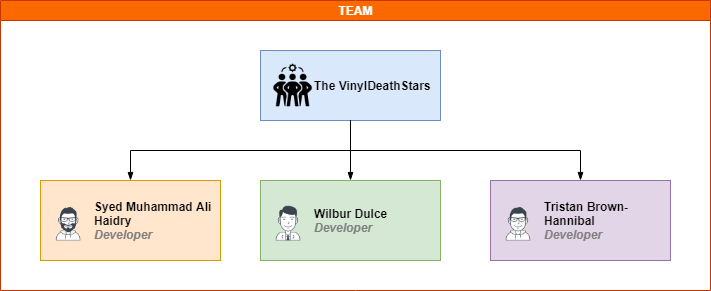 TEAM
The VinylDeathStars
Syed Muhammad Ali
Haidry
Developer
Wilbur Dulce
Developer
Tristan Brown-
Hannibal
Developer